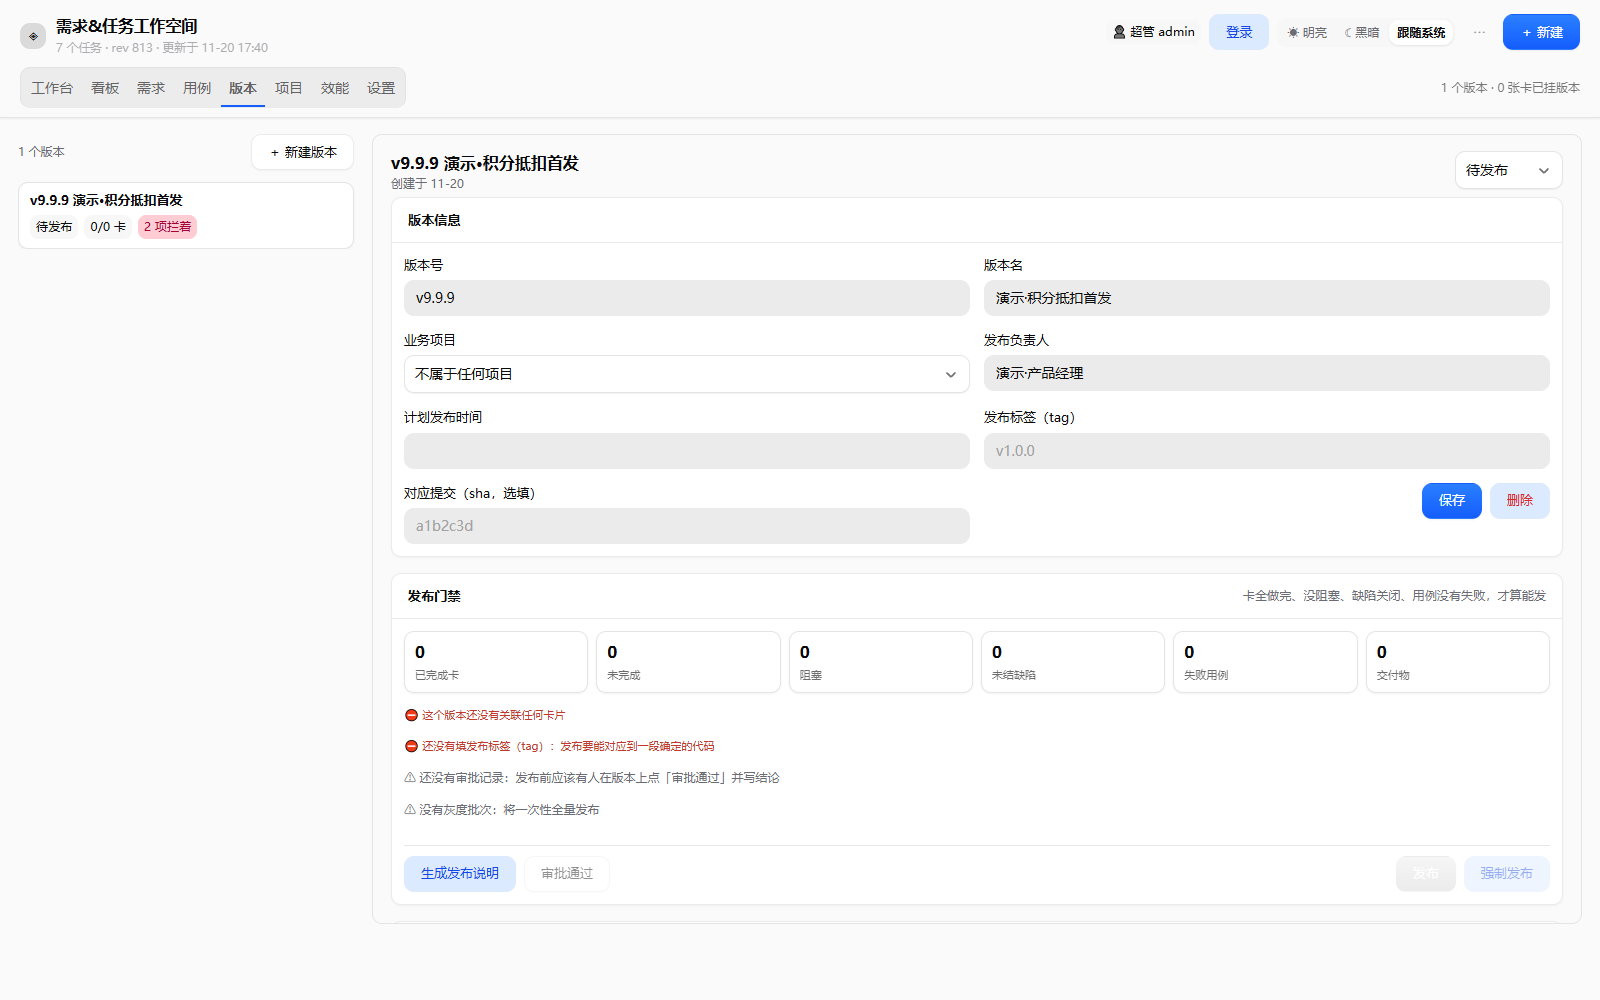 需求&任务工作空间
7 个任务 · rev 813 · 更新于 11-20 17:40
超管 admin
登录
明亮
黑暗
跟随系统
···
+ 新建
工作台
看板
需求
用例
版本
项目
效能
设置
1 个版本 · 0 张卡已挂版本
1 个版本
+ 新建版本
v9.9.9 演示·积分抵扣首发
待发布
0/0 卡
2 项拦着
v9.9.9 演示·积分抵扣首发
创建于 11-20
待发布
版本信息
版本号
v9.9.9
版本名
演示·积分抵扣首发
业务项目
不属于任何项目
发布负责人
演示·产品经理
计划发布时间
发布标签（tag）
v1.0.0
对应提交（sha，选填）
a1b2c3d
保存
删除
发布门禁
卡全做完、没阻塞、缺陷关闭、用例没有失败，才算能发
0
已完成卡
0
未完成
0
阻塞
0
未结缺陷
0
失败用例
0
交付物
这个版本还没有关联任何卡片
还没有填发布标签（tag）：发布要能对应到一段确定的代码
还没有审批记录：发布前应该有人在版本上点「审批通过」并写结论
没有灰度批次：将一次性全量发布
生成发布说明
审批通过
发布
强制发布